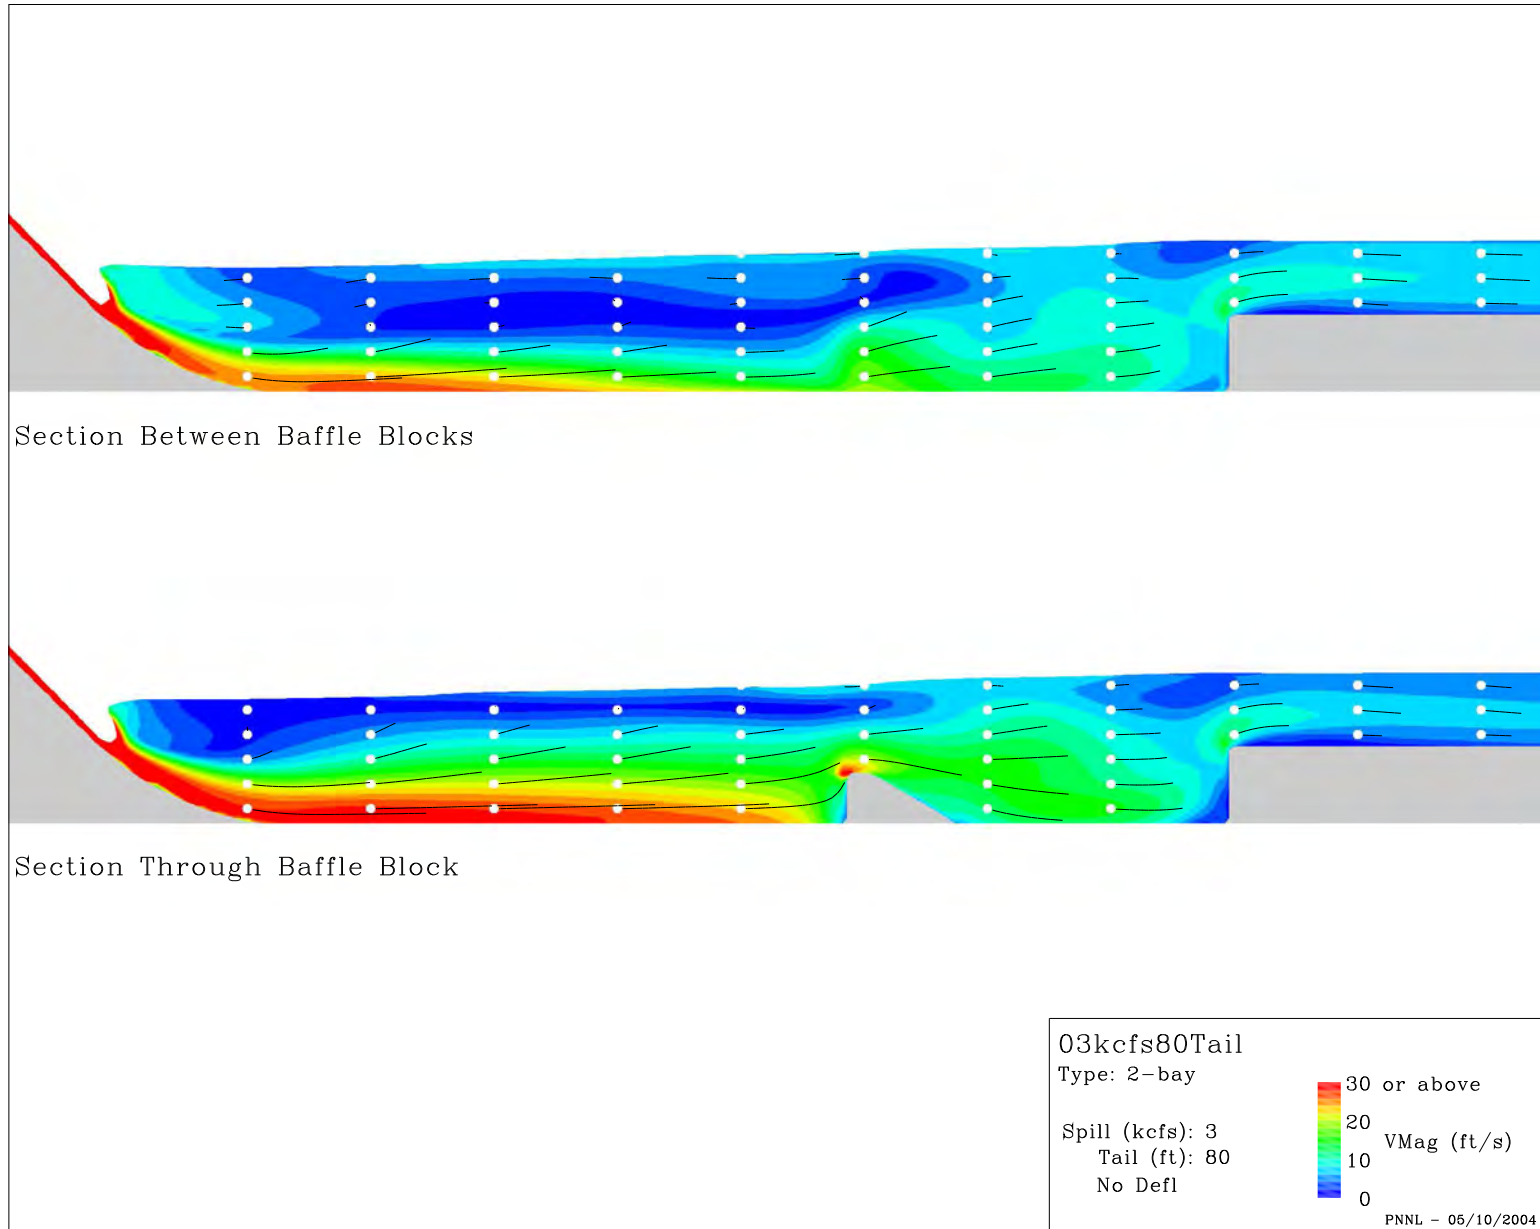 Section Between Baffle Blocks
Section Through Baffle Block
03kcfs80Tail
Type: 2-bay
Spill (kcfs): 3
Tail (ft): 80
No Defl
30 or above
20
VMag (ft/s)
10
0
PNNL - 05/10/2004